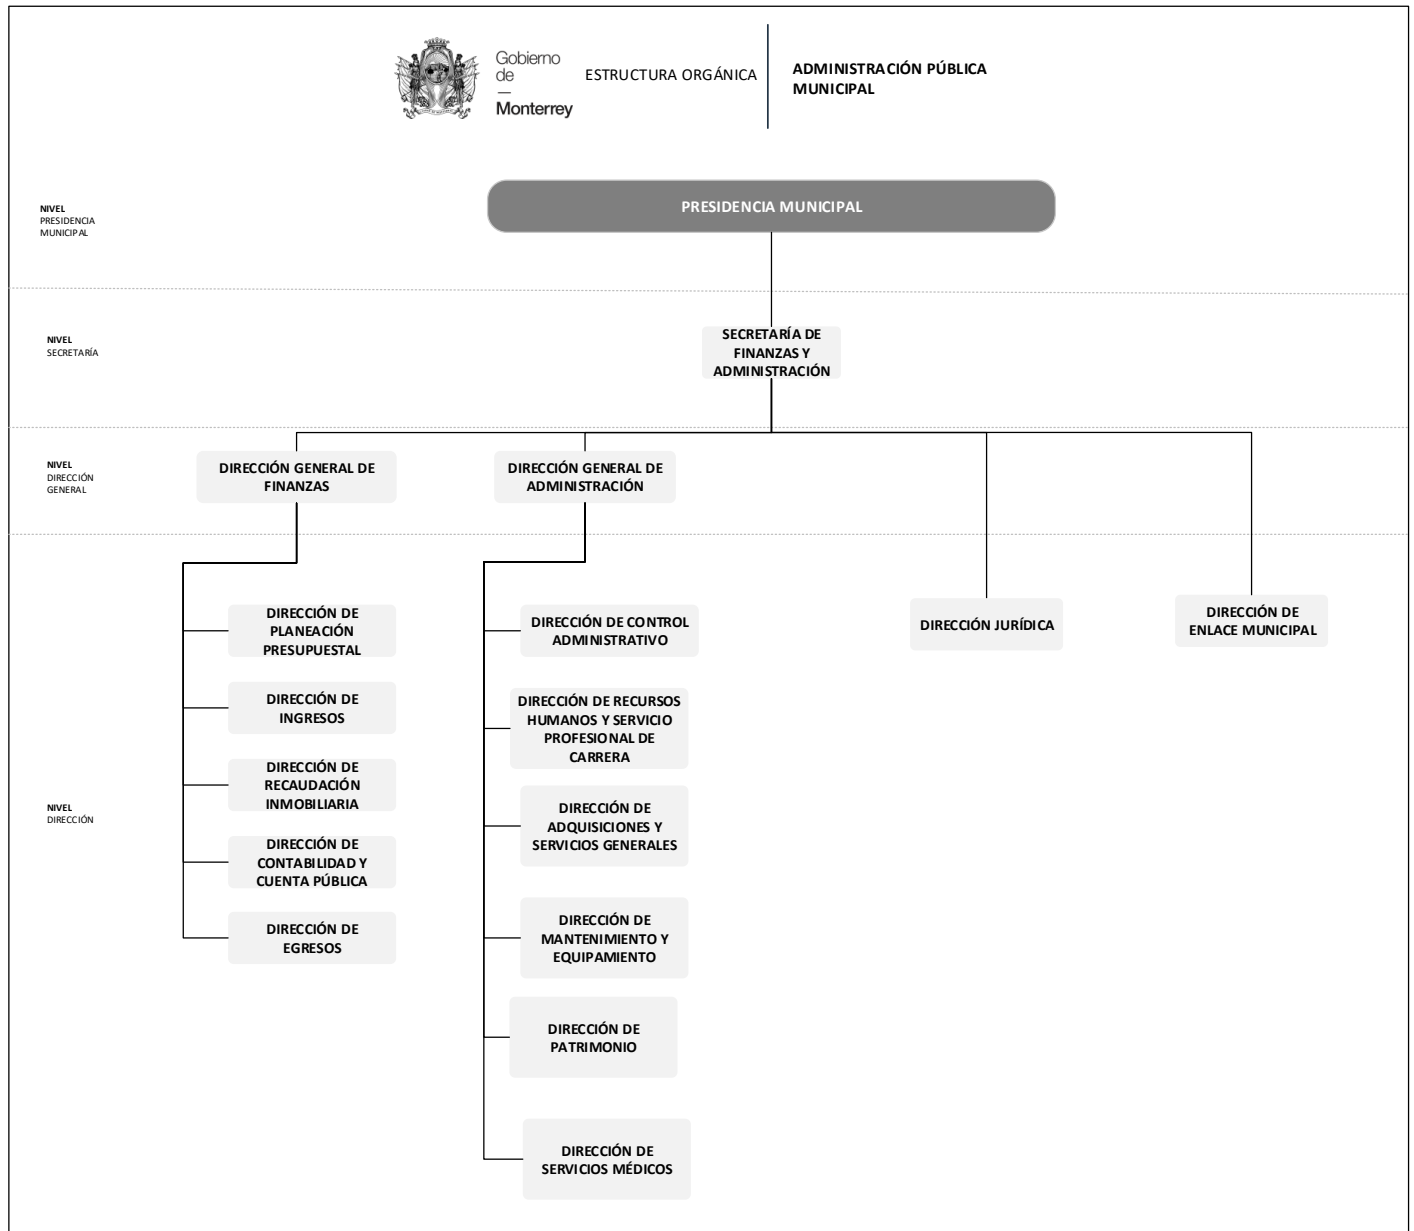 Gobierno
de
—
Monterrey
ESTRUCTURA ORGÁNICA
ADMINISTRACIÓN PÚBLICA
MUNICIPAL
NIVEL
PRESIDENCIA
MUNICIPAL
PRESIDENCIA MUNICIPAL
NIVEL
SECRETARÍA
SECRETARÍA DE
FINANZAS Y
ADMINISTRACIÓN
NIVEL
DIRECCIÓN
GENERAL
DIRECCIÓN GENERAL DE
FINANZAS
DIRECCIÓN GENERAL DE
ADMINISTRACIÓN
NIVEL
DIRECCIÓN
DIRECCIÓN DE
PLANEACIÓN
PRESUPUESTAL
DIRECCIÓN DE
INGRESOS
DIRECCIÓN DE
RECAUDACIÓN
INMOBILIARIA
DIRECCIÓN DE
CONTABILIDAD Y
CUENTA PÚBLICA
DIRECCIÓN DE
EGRESOS
DIRECCIÓN DE CONTROL
ADMINISTRATIVO
DIRECCIÓN DE RECURSOS
HUMANOS Y SERVICIO
PROFESIONAL DE
CARRERA
DIRECCIÓN DE
ADQUISICIONES Y
SERVICIOS GENERALES
DIRECCIÓN DE
MANTENIMIENTO Y
EQUIPAMIENTO
DIRECCIÓN DE
PATRIMONIO
DIRECCIÓN DE
SERVICIOS MÉDICOS
DIRECCIÓN JURÍDICA
DIRECCIÓN DE
ENLACE MUNICIPAL